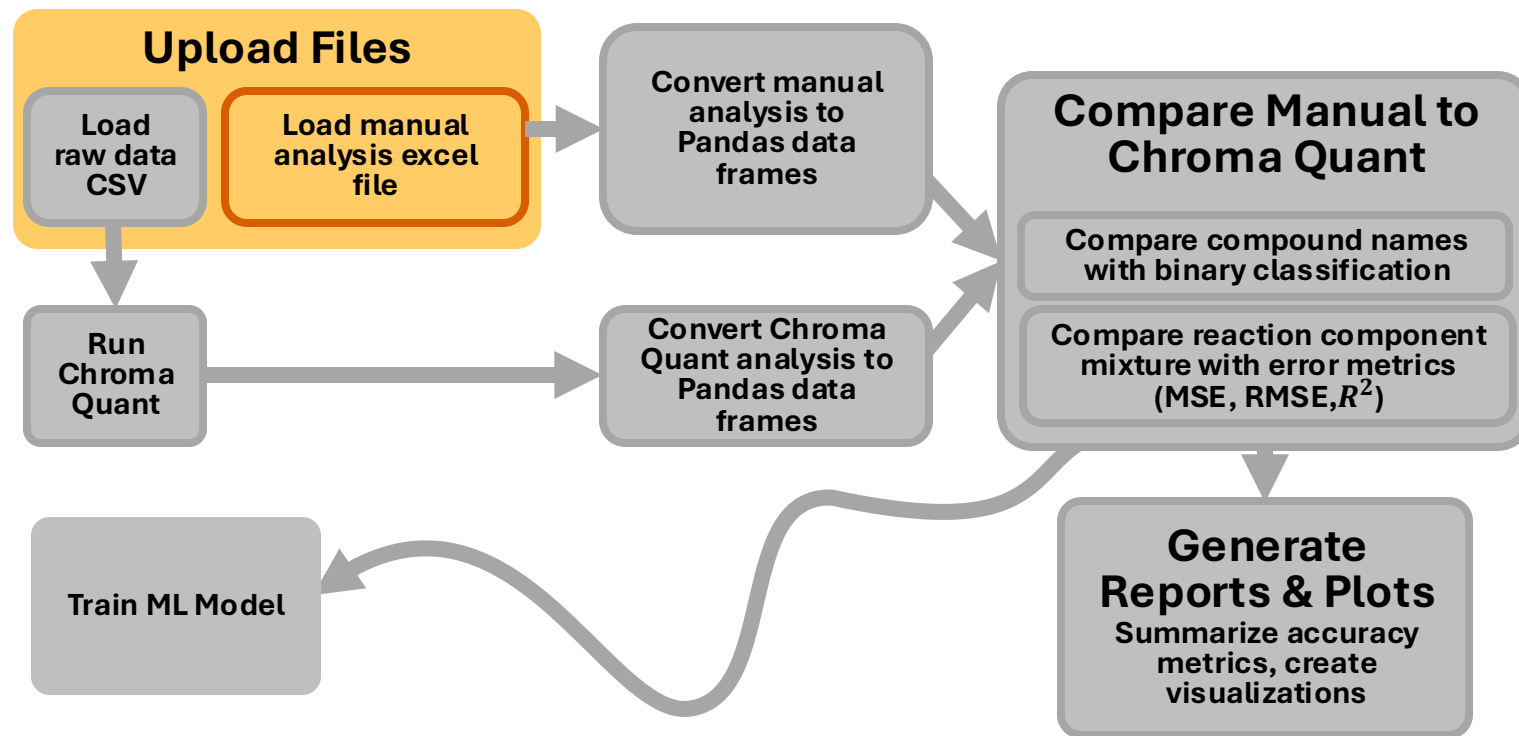 Upload Files
Load
raw data
CSV
Load manual
analysis excel
file
Convert manual
analysis to
Pandas data
frames
Run
Chroma
Quant
Convert Chroma
Quant analysis to
Pandas data
frames
Compare Manual to
Chroma Quant
Compare compound names
with binary classification
Compare reaction component
mixture with error metrics
(MSE, RMSE,R²)
Train ML Model
Generate
Reports & Plots
Summarize accuracy
metrics, create
visualizations